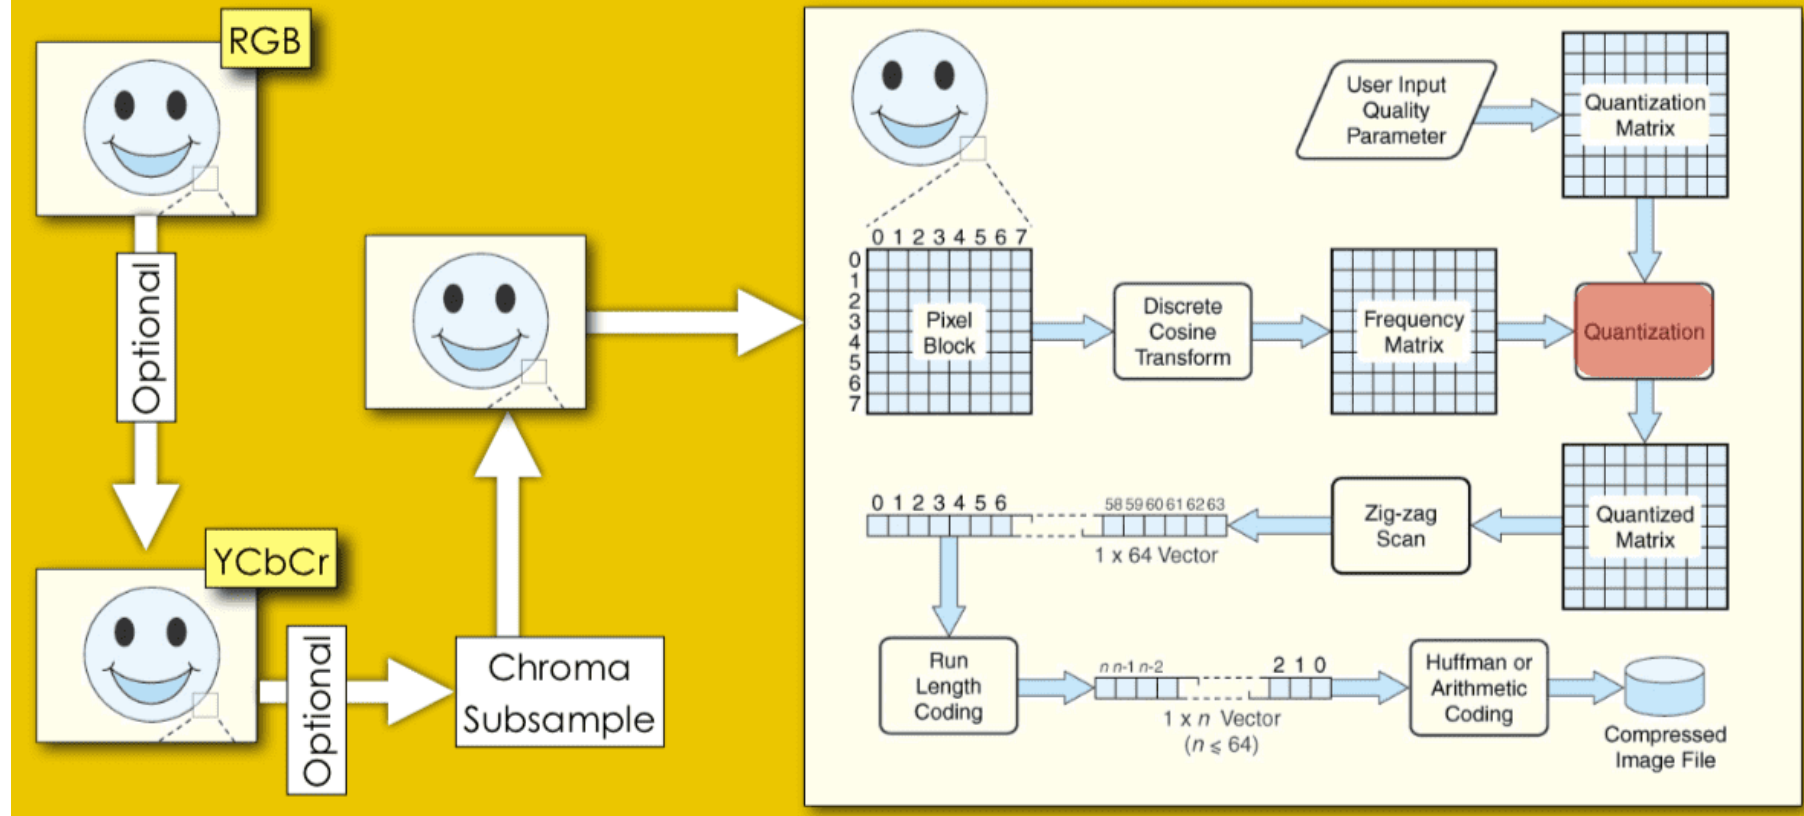 RGB
Optional
YCbCr
Optional
Chroma
Subsample
User Input
Quality
Parameter
Quantization
Matrix
0 1 2 3 4 5 6 7
0
1
2
3
4
5
6
7
Pixel
Block
Discrete
Cosine
Transform
Frequency
Matrix
Quantization
0 1 2 3 4 5 6
58 59 60 61 62 63
1 x 64 Vector
Zig-zag
Scan
Quantized
Matrix
Run
Length
Coding
n n-1 n-2
2 1 0
1 x n Vector
(n ⩽ 64)
Huffman or
Arithmetic
Coding
Compressed
Image File